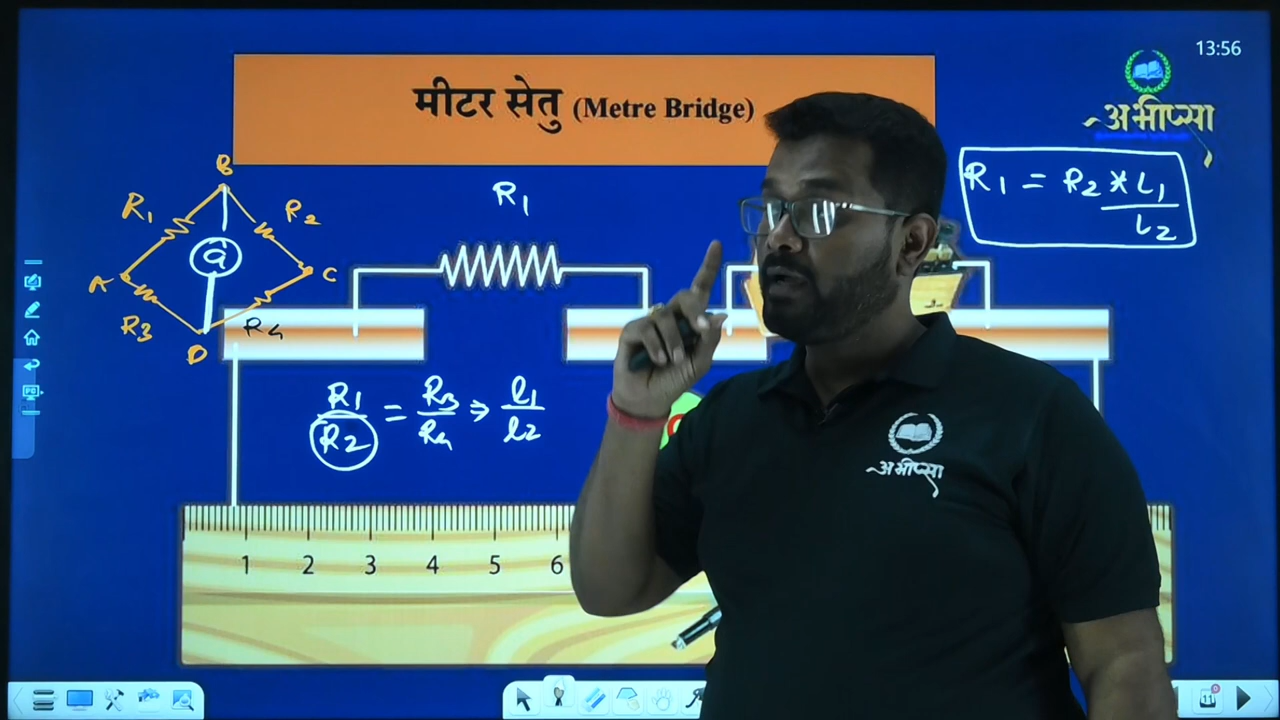 13:56
मीटर सेतु (Metre Bridge)
अभीप्सा
B
R1
R2
G
A
C
R3
R4
D
R1
R1 = R2 * L1
L2
R1 = R3 ⇒ l1
R2 R4 l2
अभीप्सा
1 2 3 4 5 6
11